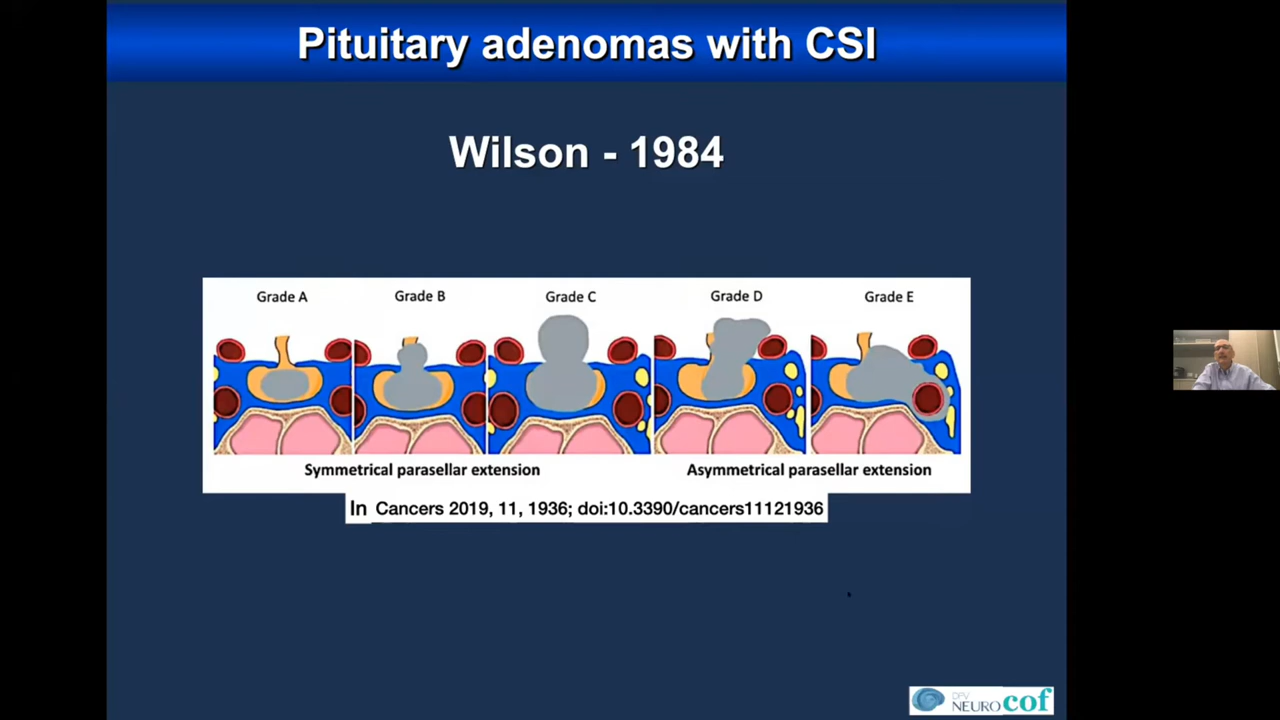 Pituitary adenomas with CSI
Wilson - 1984
Grade A
Grade B
Grade C
Grade D
Grade E
Symmetrical parasellar extension
Asymmetrical parasellar extension
In Cancers 2019, 11, 1936; doi:10.3390/cancers11121936
DPV
NEURO cof